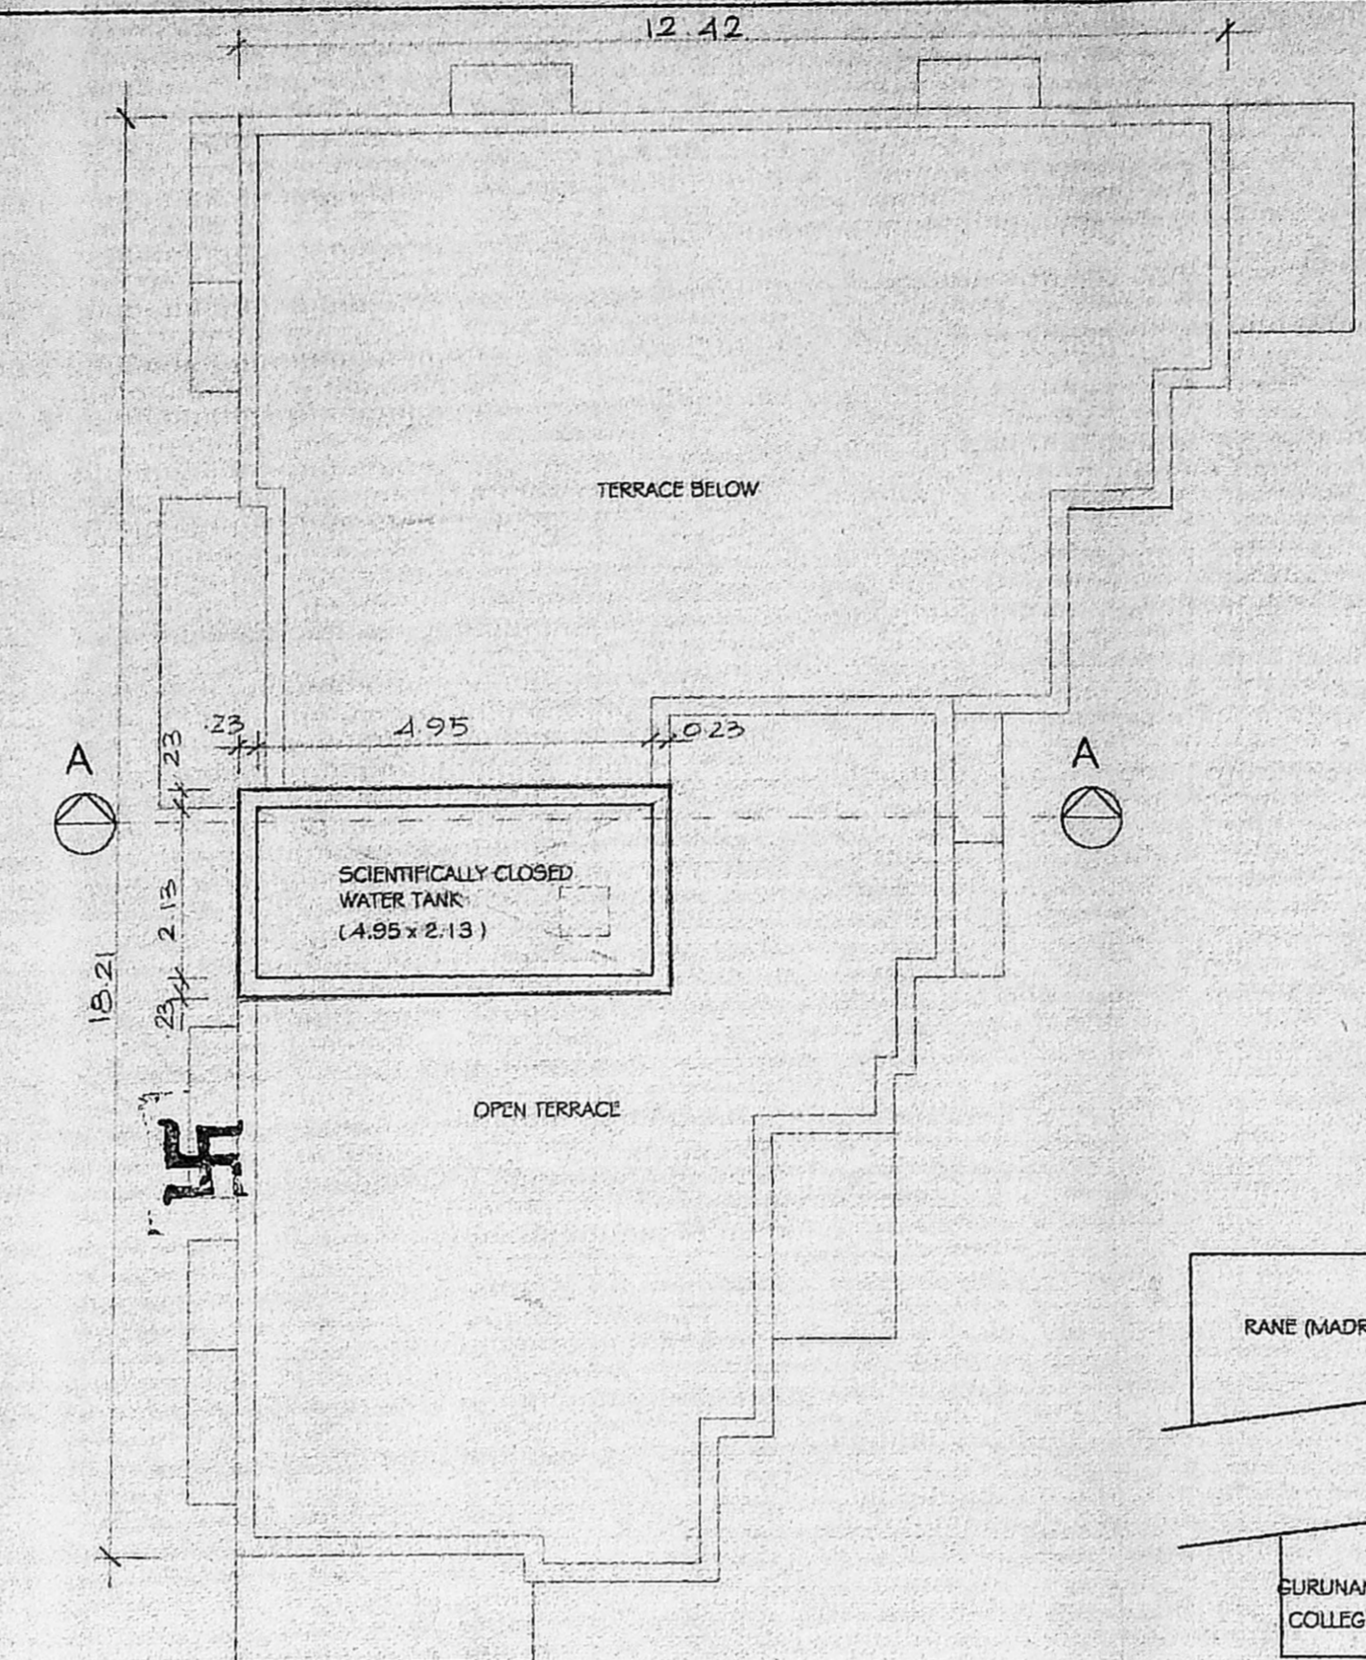 12.42
TERRACE BELOW
.23
4.95
0.23
23
A
A
SCIENTIFICALLY CLOSED
WATER TANK
(4.95 x 2.13)
2.13
18.21
.23
OPEN TERRACE
RANE (MADR
GURUNA
COLLEG